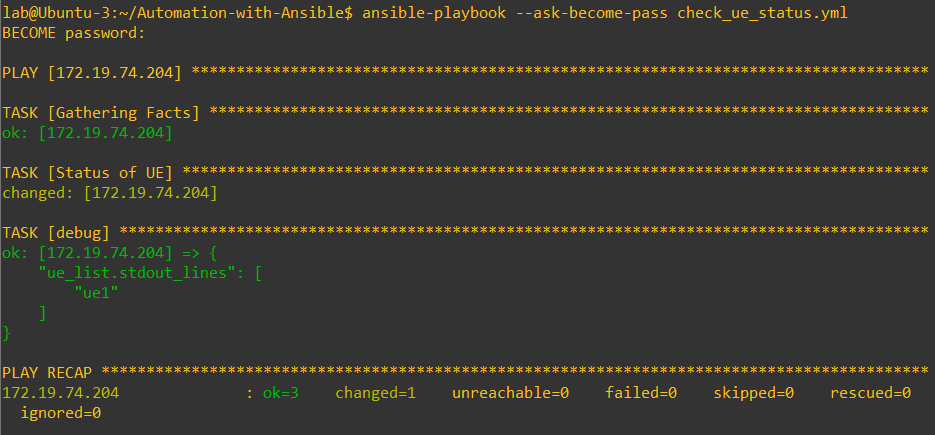 lab@Ubuntu-3:~/Automation-with-Ansible$ ansible-playbook --ask-become-pass check_ue_status.yml
BECOME password:
PLAY [172.19.74.204] **********************************************************************************
TASK [Gathering Facts] ********************************************************************************
ok: [172.19.74.204]
TASK [Status of UE] ***********************************************************************************
changed: [172.19.74.204]
TASK [debug] ******************************************************************************************
ok: [172.19.74.204] => {
    "ue_list.stdout_lines": [
        "ue1"
    ]
}
PLAY RECAP ********************************************************************************************
172.19.74.204              : ok=3    changed=1    unreachable=0    failed=0    skipped=0    rescued=0
  ignored=0